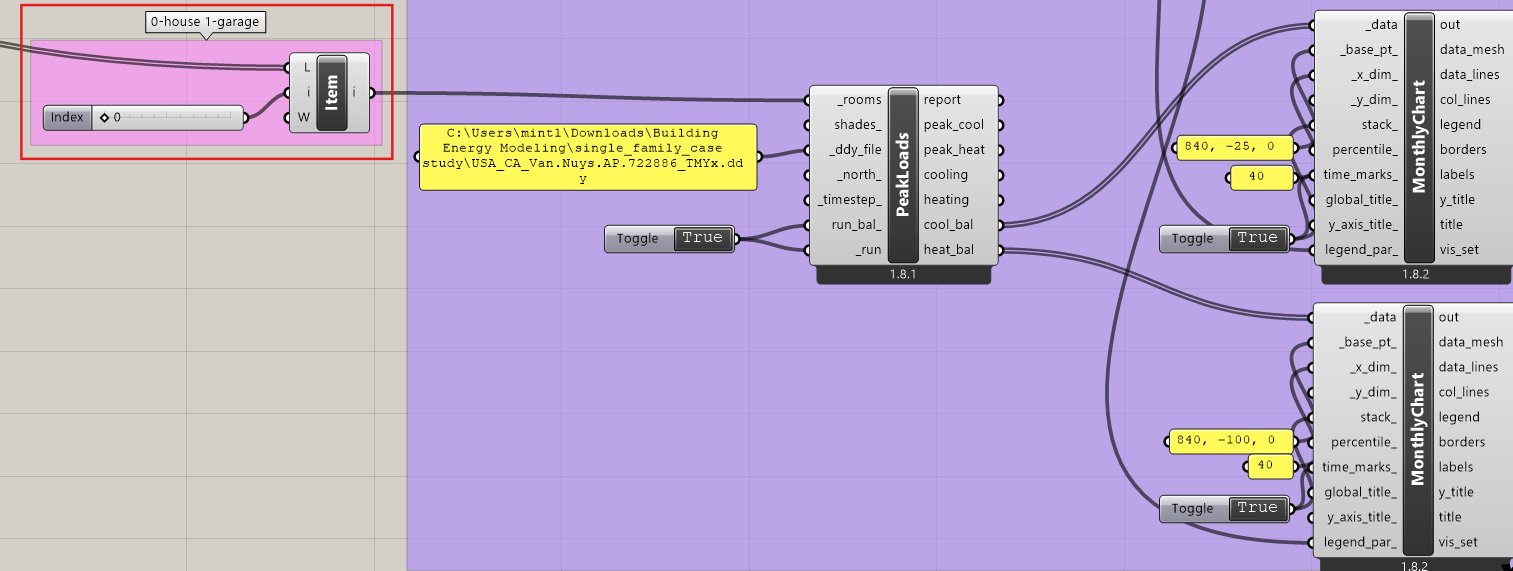 0-house 1-garage
L
i
W
Item
i
Index
0
C:\Users\mintl\Downloads\Building
Energy Modeling\single_family_case
study\USA_CA_Van.Nuys.AP.722886_TMYx.dd
y
Toggle
True
_rooms
shades_
_ddy_file
_north_
_timestep_
run_bal_
_run
PeakLoads
report
peak_cool
peak_heat
cooling
heating
cool_bal
heat_bal
1.8.1
840, -25, 0
40
Toggle
True
_data
_base_pt_
_x_dim_
_y_dim_
stack_
percentile_
time_marks_
global_title_
y_axis_title_
legend_par_
MonthlyChart
out
data_mesh
data_lines
col_lines
legend
borders
labels
y_title
title
vis_set
1.8.2
840, -100, 0
40
Toggle
True
_data
_base_pt_
_x_dim_
_y_dim_
stack_
percentile_
time_marks_
global_title_
y_axis_title_
legend_par_
MonthlyChart
out
data_mesh
data_lines
col_lines
legend
borders
labels
y_title
title
vis_set
1.8.2